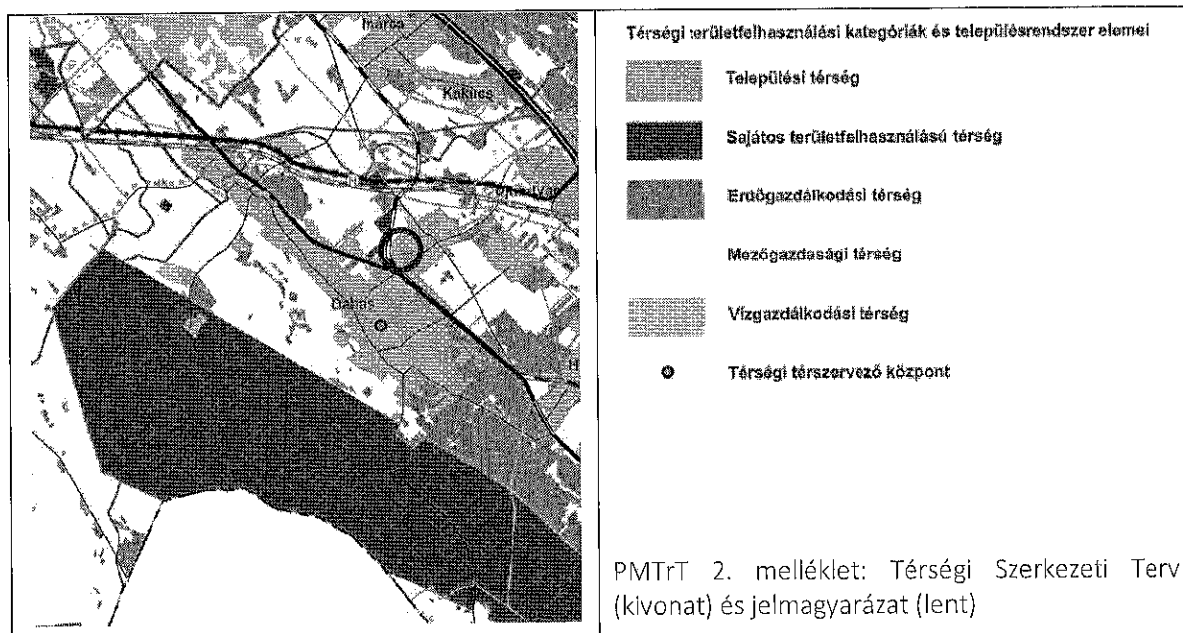 Inárcs
Kakucs
Dabas
Térségi területfelhasználási kategóriák és településrendszer elemei
Települési térség
Sajátos területfelhasználású térség
Erdőgazdálkodási térség
Mezőgazdasági térség
Vízgazdálkodási térség
Térségi térszervező központ
PMTrT 2. melléklet: Térségi Szerkezeti Terv
(kivonat) és jelmagyarázat (lent)